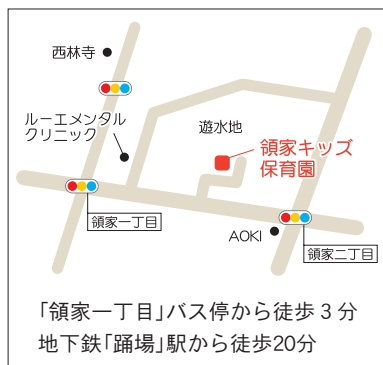 西林寺
ルーエメンタル
クリニック
遊水地
領家キッズ
保育園
領家一丁目
AOKI
領家二丁目
「領家一丁目」バス停から徒歩3分
地下鉄「踊場」駅から徒歩20分